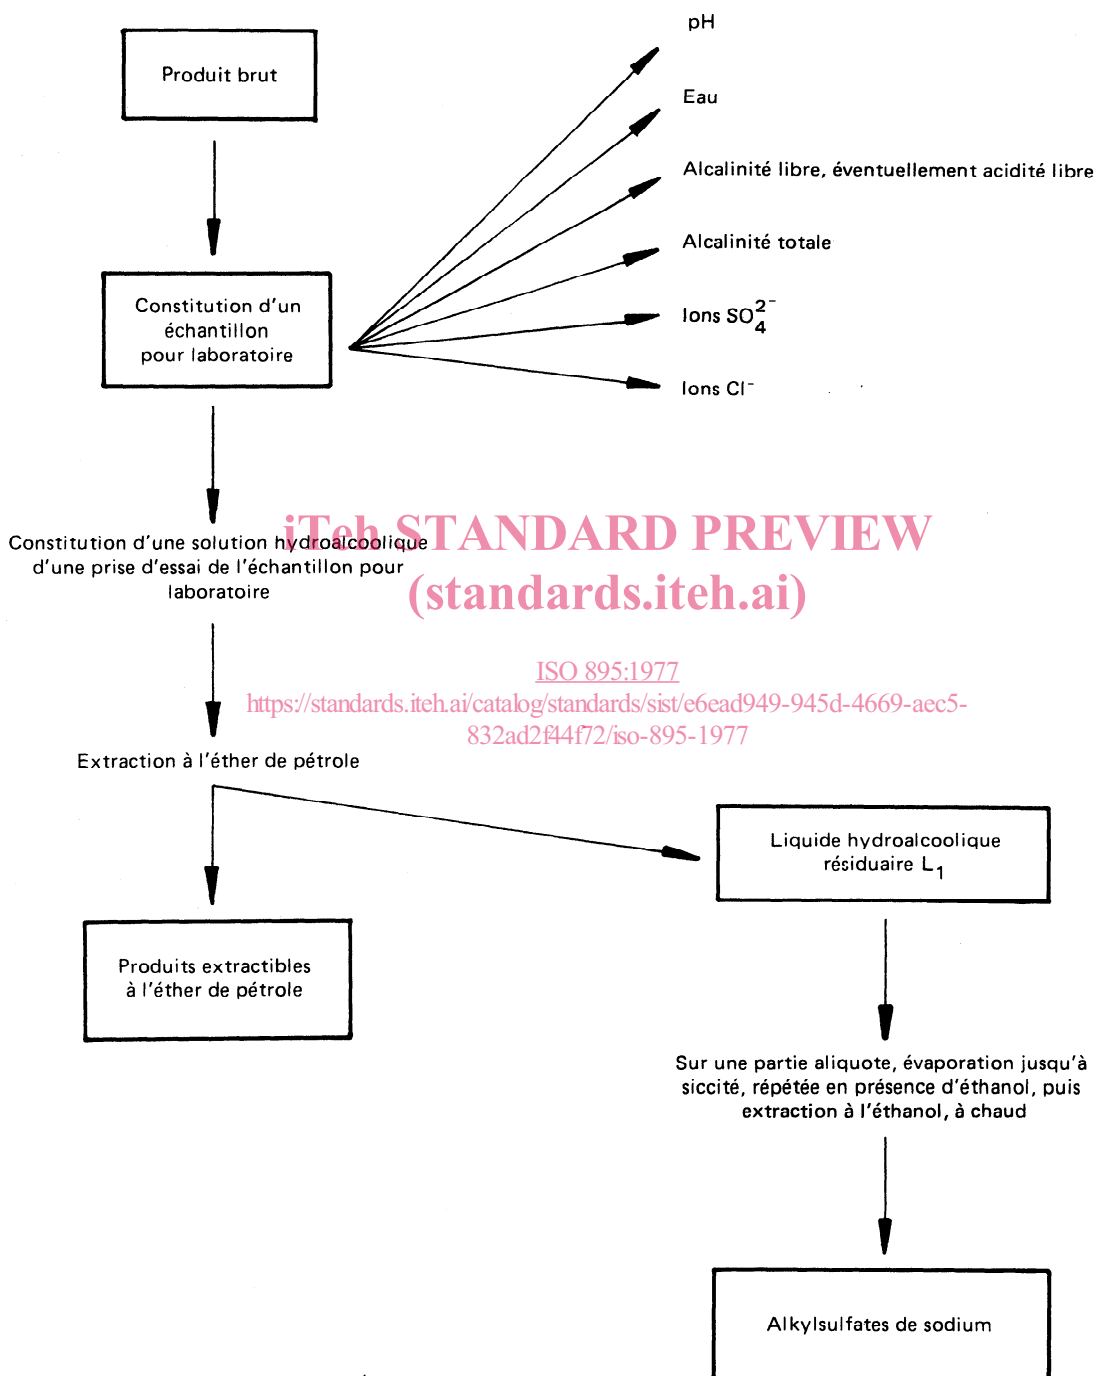 pH
Produit brut
Eau
Alcalinité libre, éventuellement acidité libre
Alcalinité totale
Constitution d'un
échantillon
pour laboratoire
Ions SO₄²⁻
Ions Cl⁻
iTeh STANDARD PREVIEW
(standards.iteh.ai)
Constitution d'une solution hydroalcoolique
d'une prise d'essai de l'échantillon pour
laboratoire
ISO 895:1977
https://standards.iteh.ai/catalog/standards/sist/e6ead949-945d-4669-aec5-
832ad2f44f72/iso-895-1977
Extraction à l'éther de pétrole
Liquide hydroalcoolique
résiduaire L₁
Produits extractibles
à l'éther de pétrole
Sur une partie aliquote, évaporation jusqu'à
siccité, répétée en présence d'éthanol, puis
extraction à l'éthanol, à chaud
Alkylsulfates de sodium